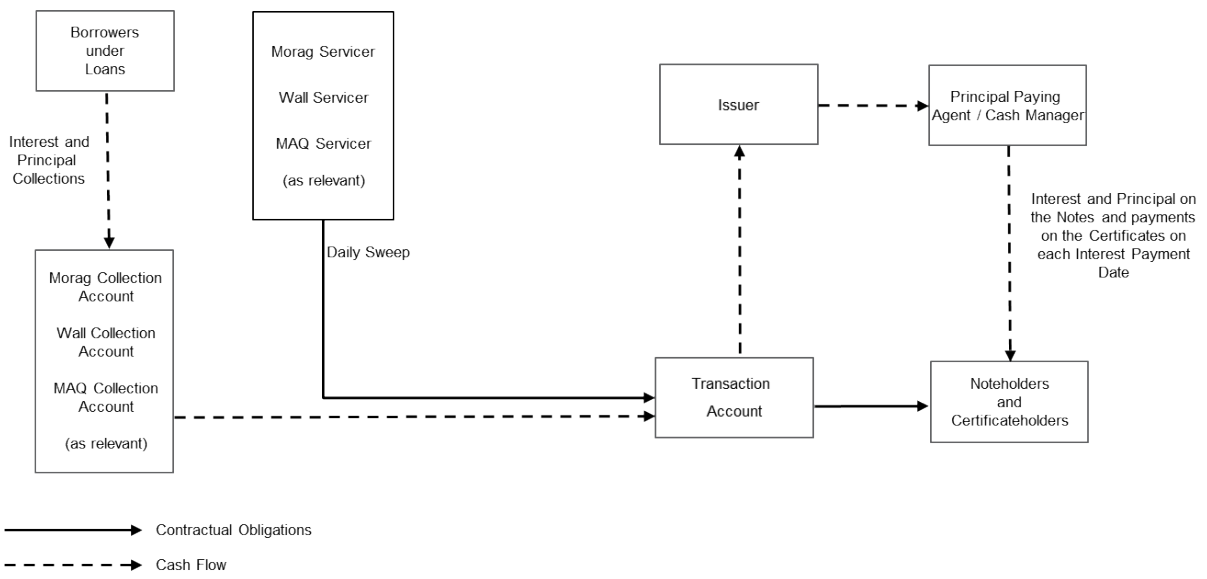 Borrowers
under
Loans
Interest and
Principal
Collections
Morag Collection
Account
Wall Collection
Account
MAQ Collection
Account
(as relevant)
Morag Servicer
Wall Servicer
MAQ Servicer
(as relevant)
Daily Sweep
Issuer
Transaction
Account
Principal Paying
Agent / Cash Manager
Interest and Principal on
the Notes and payments
on the Certificates on
each Interest Payment
Date
Noteholders
and
Certificateholders
Contractual Obligations
Cash Flow